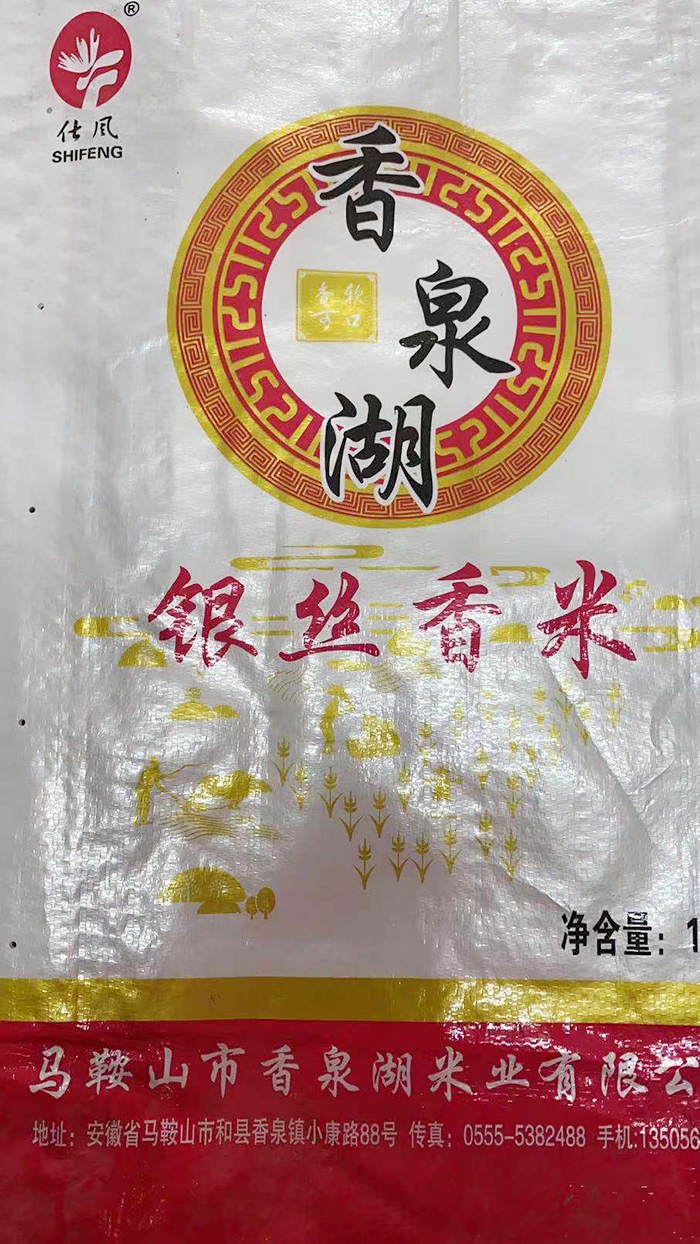 ®
仕风
SHIFENG
香泉湖
香软
可口
银丝香米
净含量：1
马鞍山市香泉湖米业有限公
地址：安徽省马鞍山市和县香泉镇小康路88号 传真：0555-5382488 手机:135056